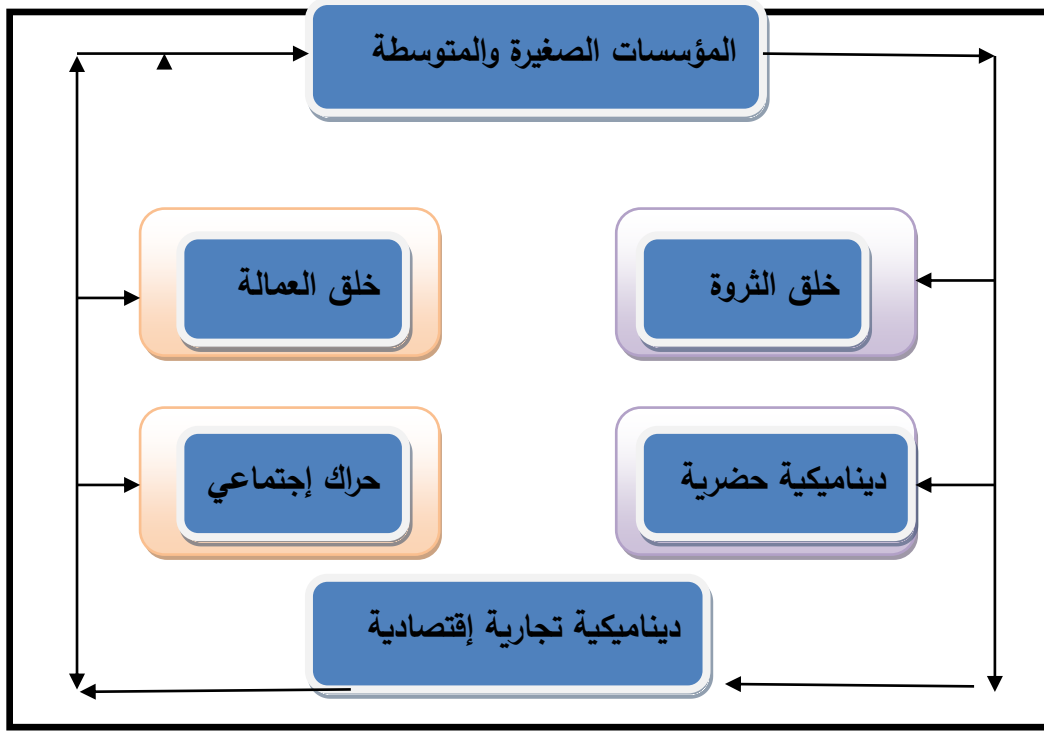 المؤسسات الصغيرة والمتوسطة
خلق الثروة
خلق العمالة
ديناميكية حضرية
حراك إجتماعي
ديناميكية تجارية إقتصادية